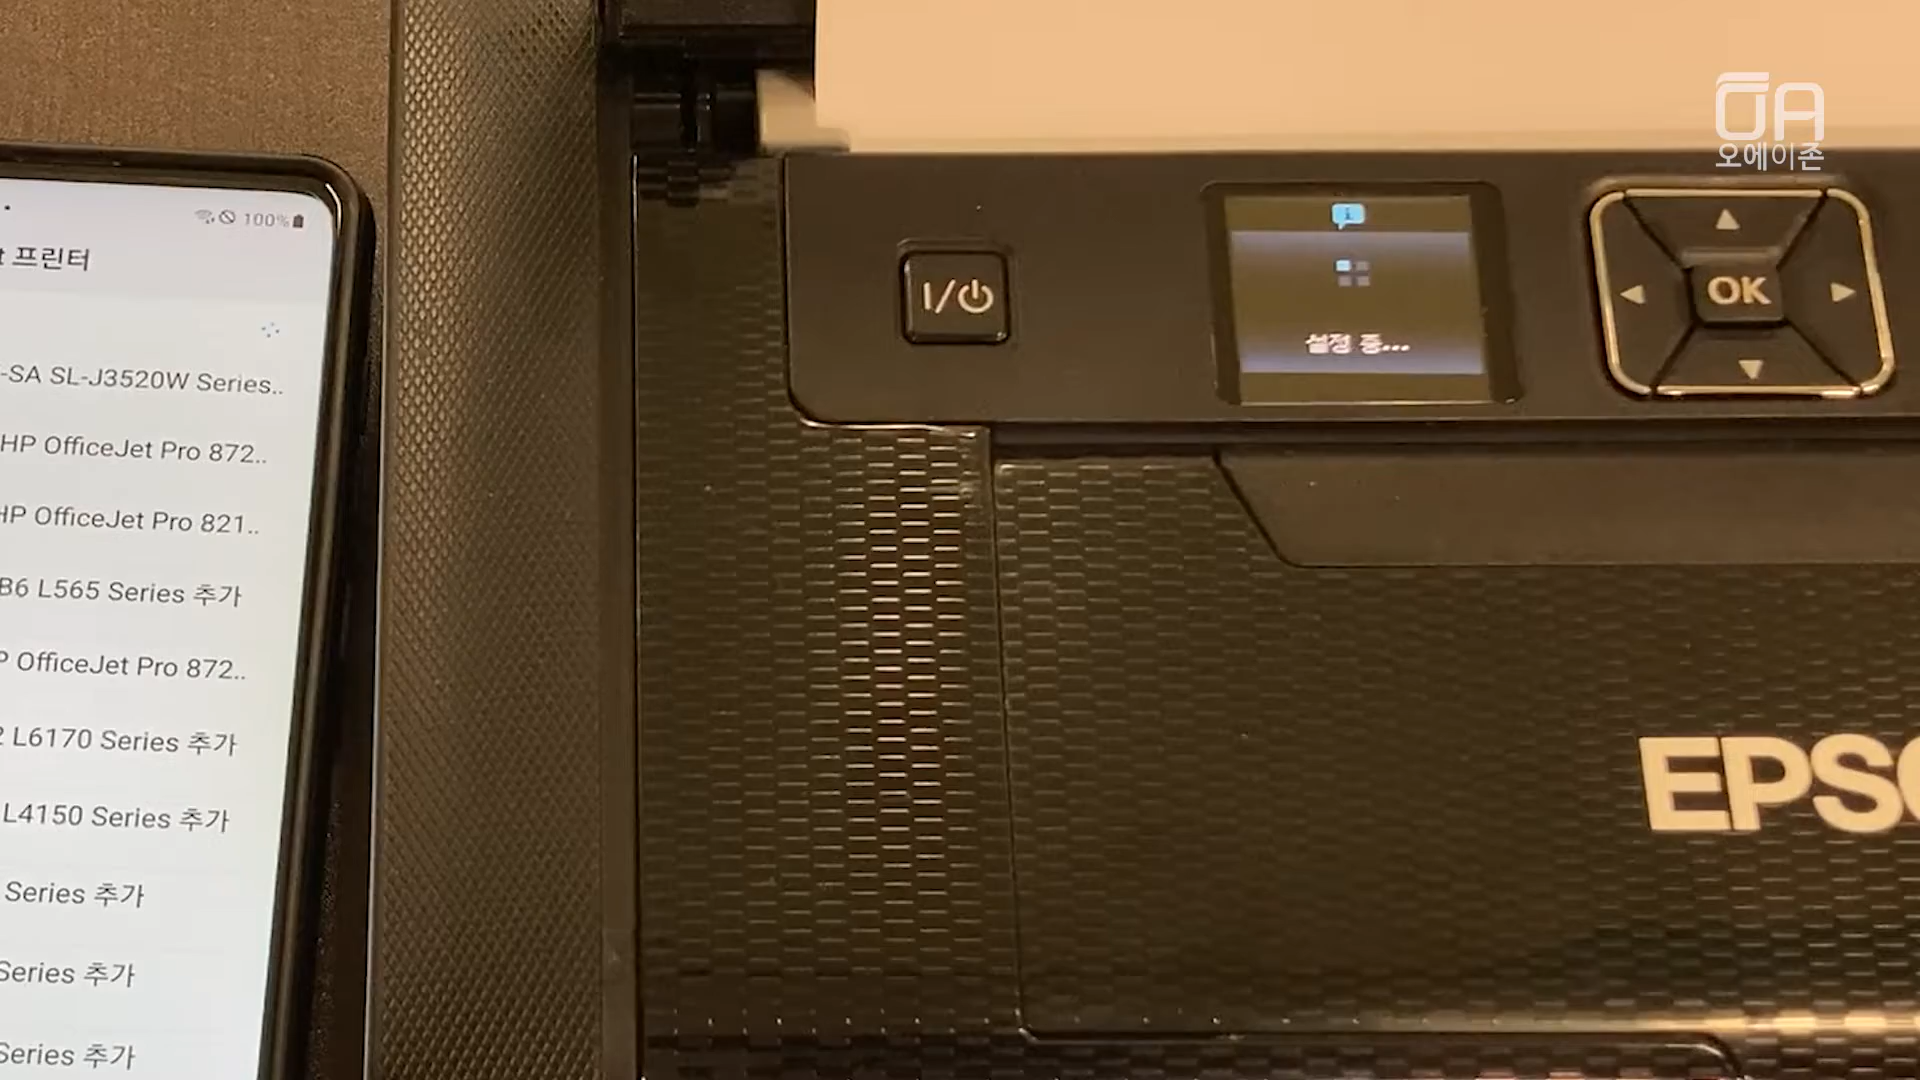 100%
프린터
-SA SL-J3520W Series..
HP OfficeJet Pro 872..
HP OfficeJet Pro 821..
B6 L565 Series 추가
P OfficeJet Pro 872..
2 L6170 Series 추가
L4150 Series 추가
Series 추가
Series 추가
Series 추가
I/⏻
i
설정 중...
OK
EPSO
OA
오에이존